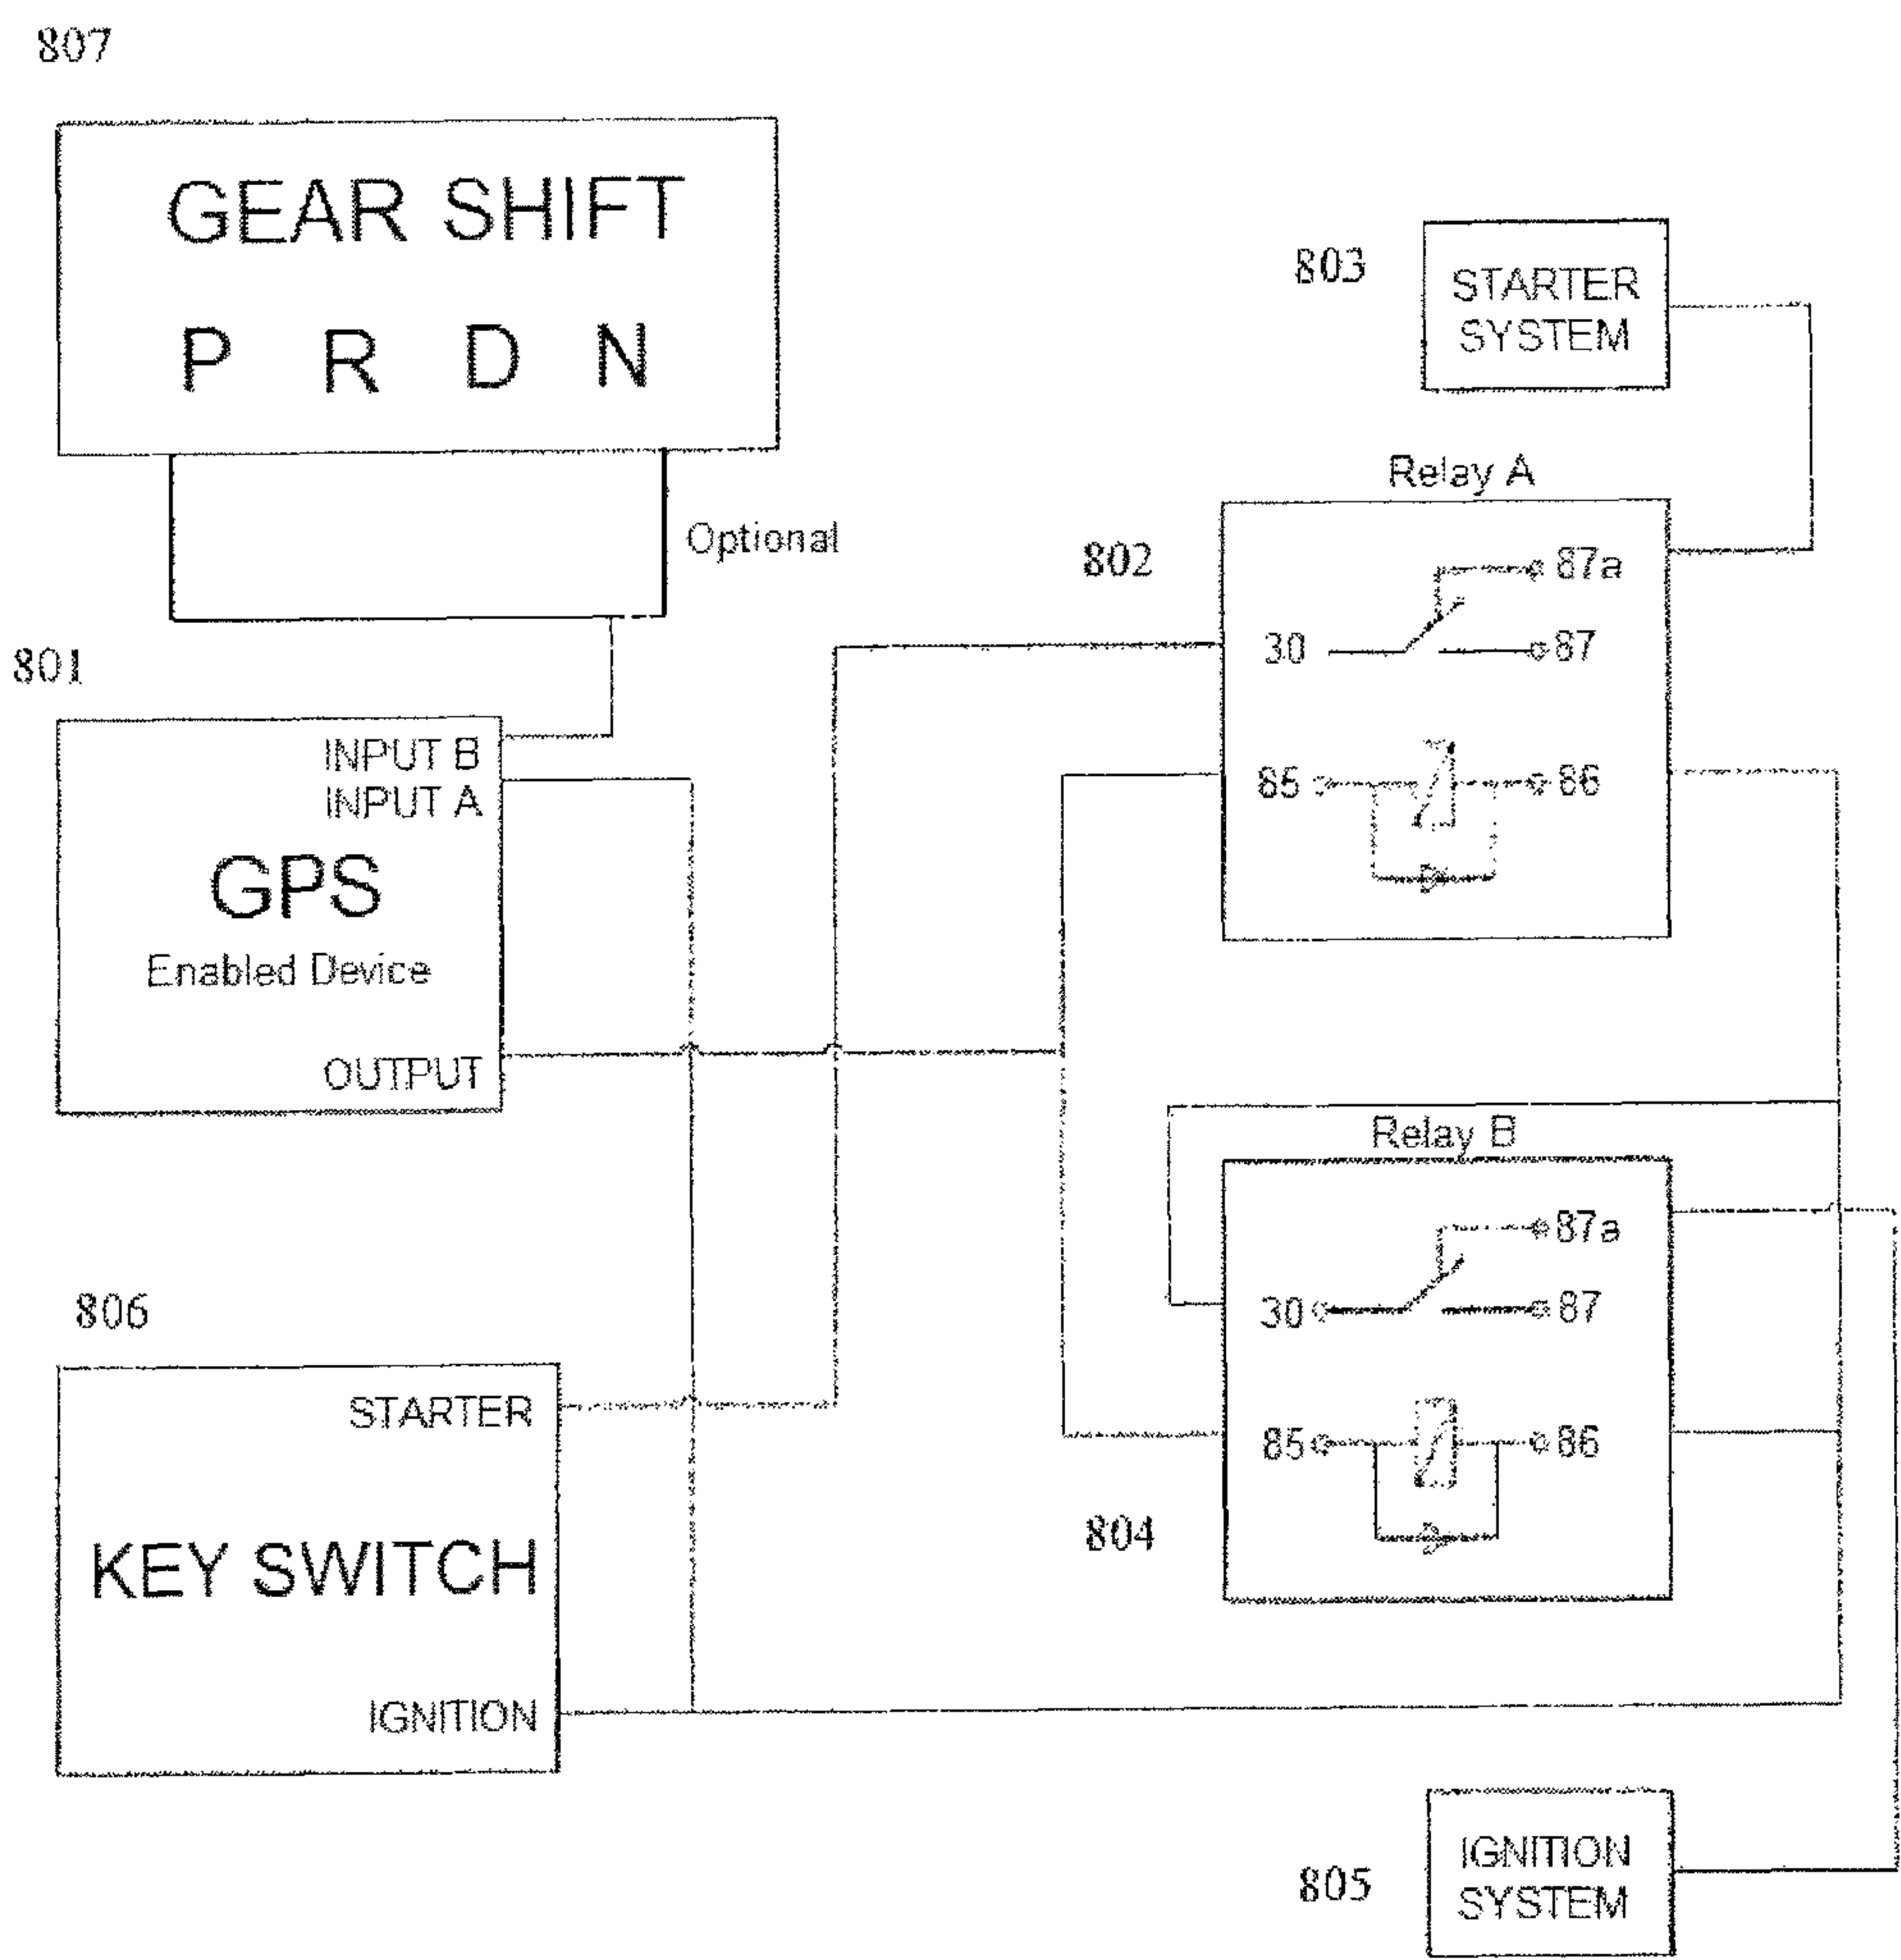 807
GEAR SHIFT
P R D N
Optional
801
INPUT B
INPUT A
GPS
Enabled Device
OUTPUT
806
STARTER
KEY SWITCH
IGNITION
803
STARTER
SYSTEM
Relay A
802
87a
30
87
85
86
Relay B
87a
30
87
85
86
804
805
IGNITION
SYSTEM